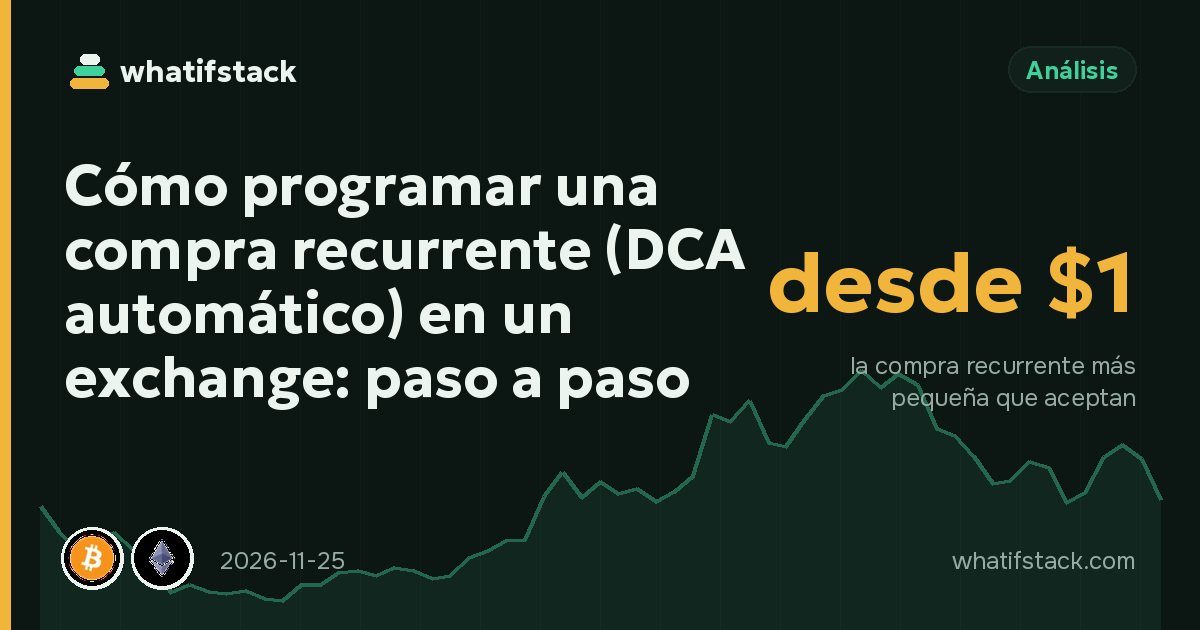 whatifstack
Análisis
Cómo programar una
compra recurrente (DCA
automático) en un
exchange: paso a paso
desde $1
la compra recurrente más
pequeña que aceptan
2026-11-25
whatifstack.com